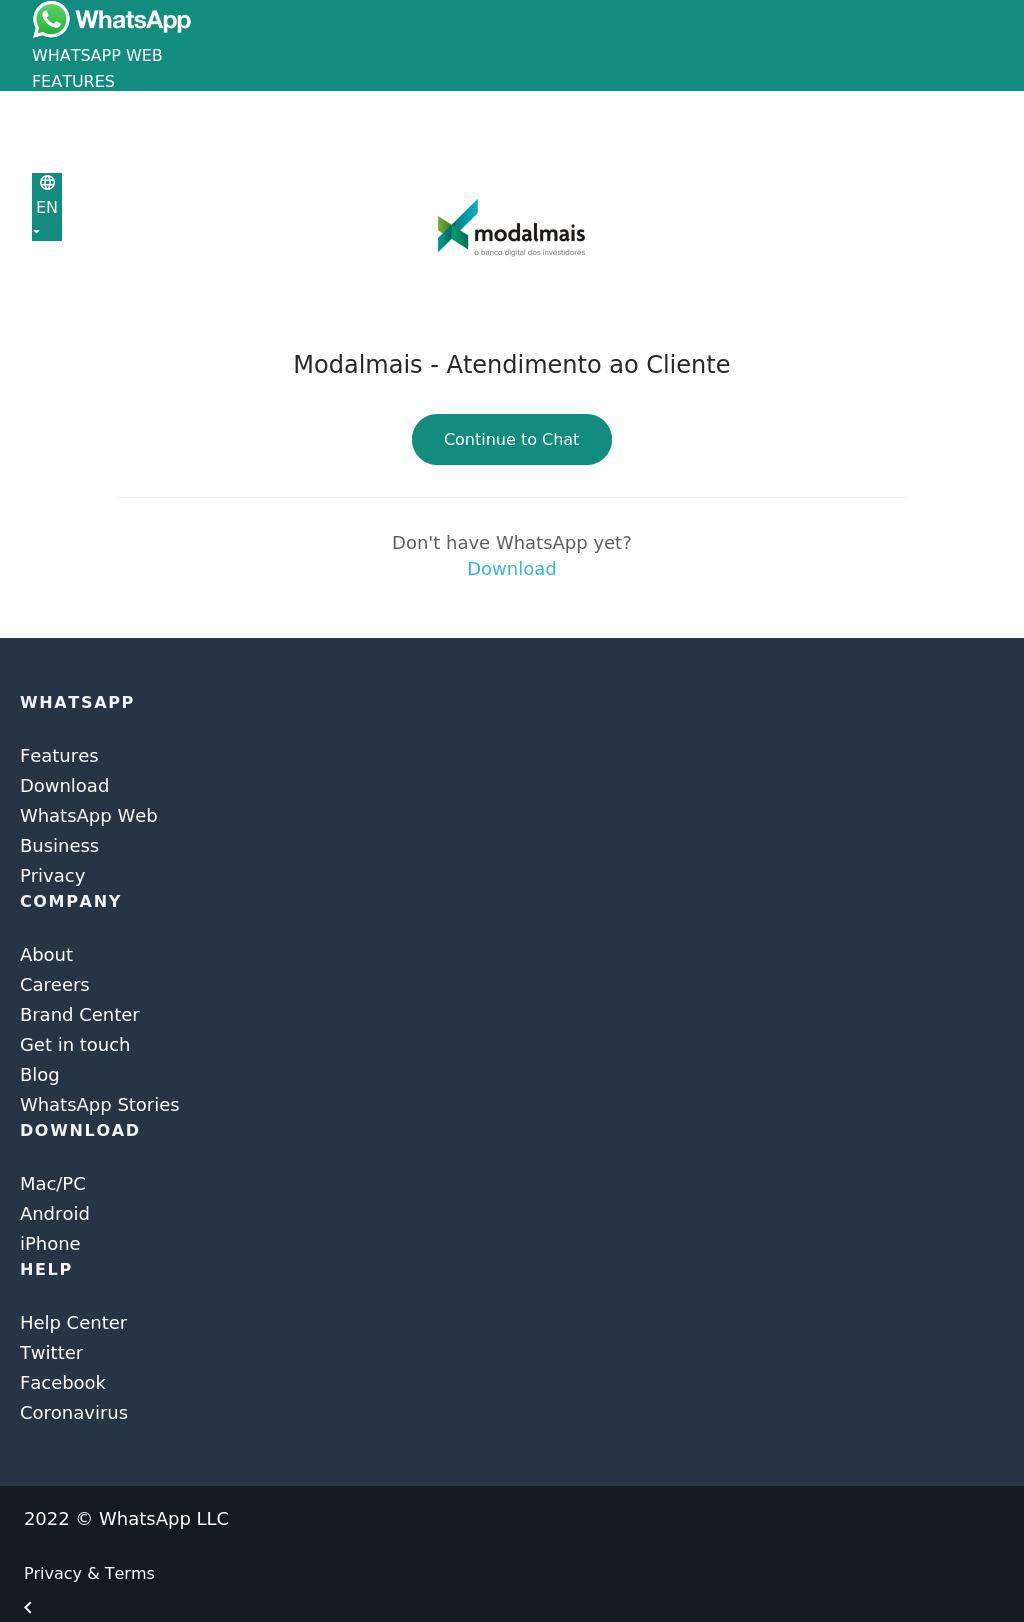 WhatsApp
WHATSAPP WEB
FEATURES
EN
modalmais
o banco digital dos investidores
Modalmais - Atendimento ao Cliente
Continue to Chat
Don't have WhatsApp yet?
Download
WHATSAPP
Features
Download
WhatsApp Web
Business
Privacy
COMPANY
About
Careers
Brand Center
Get in touch
Blog
WhatsApp Stories
DOWNLOAD
Mac/PC
Android
iPhone
HELP
Help Center
Twitter
Facebook
Coronavirus
2022 © WhatsApp LLC
Privacy & Terms